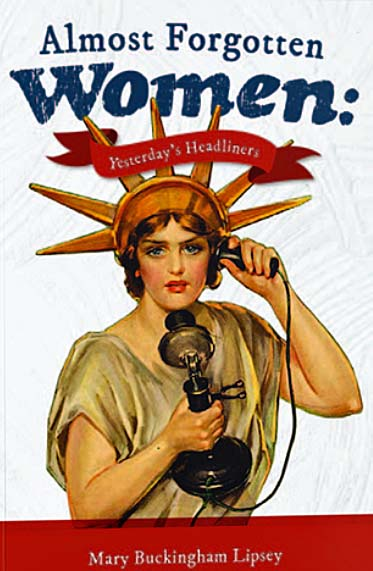 Almost Forgotten
Women:
Yesterday's Headliners
Mary Buckingham Lipsey